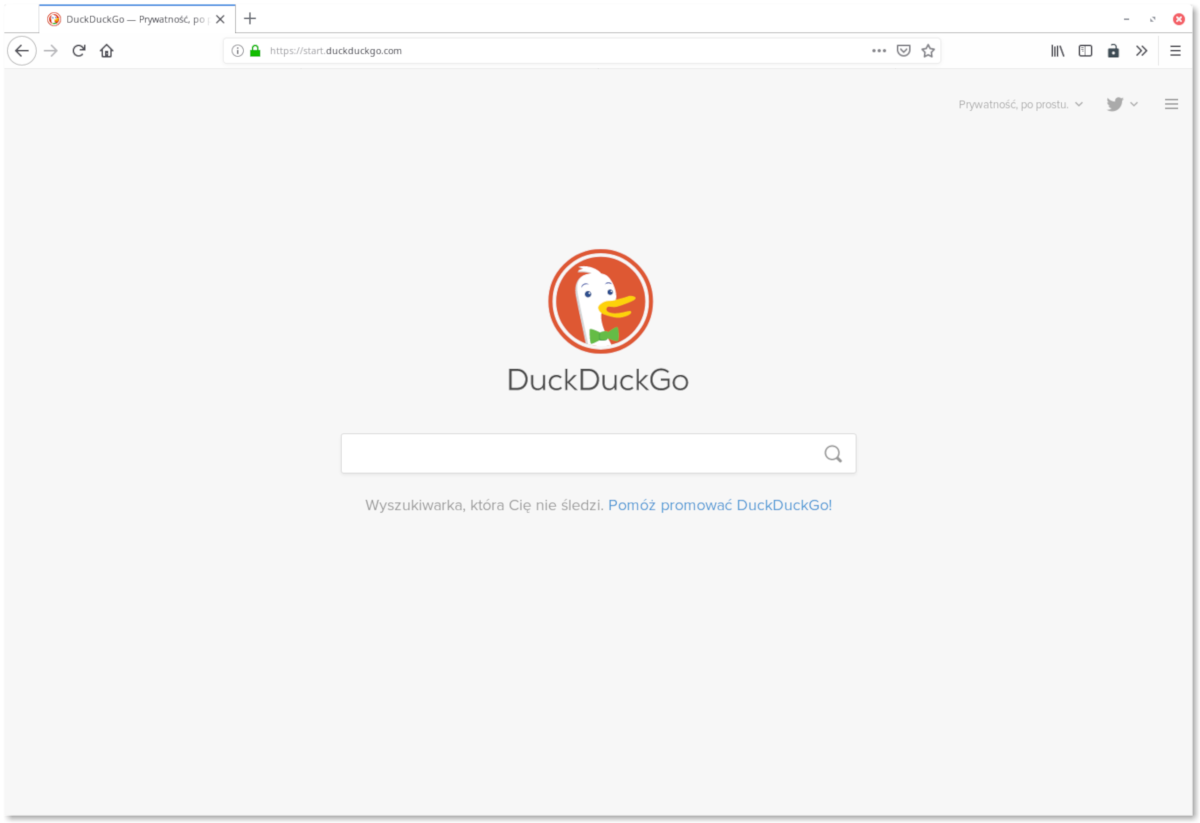 DuckDuckGo — Prywatność, po
https://start.duckduckgo.com
Prywatność, po prostu.
DuckDuckGo
Wyszukiwarka, która Cię nie śledzi. Pomóż promować DuckDuckGo!